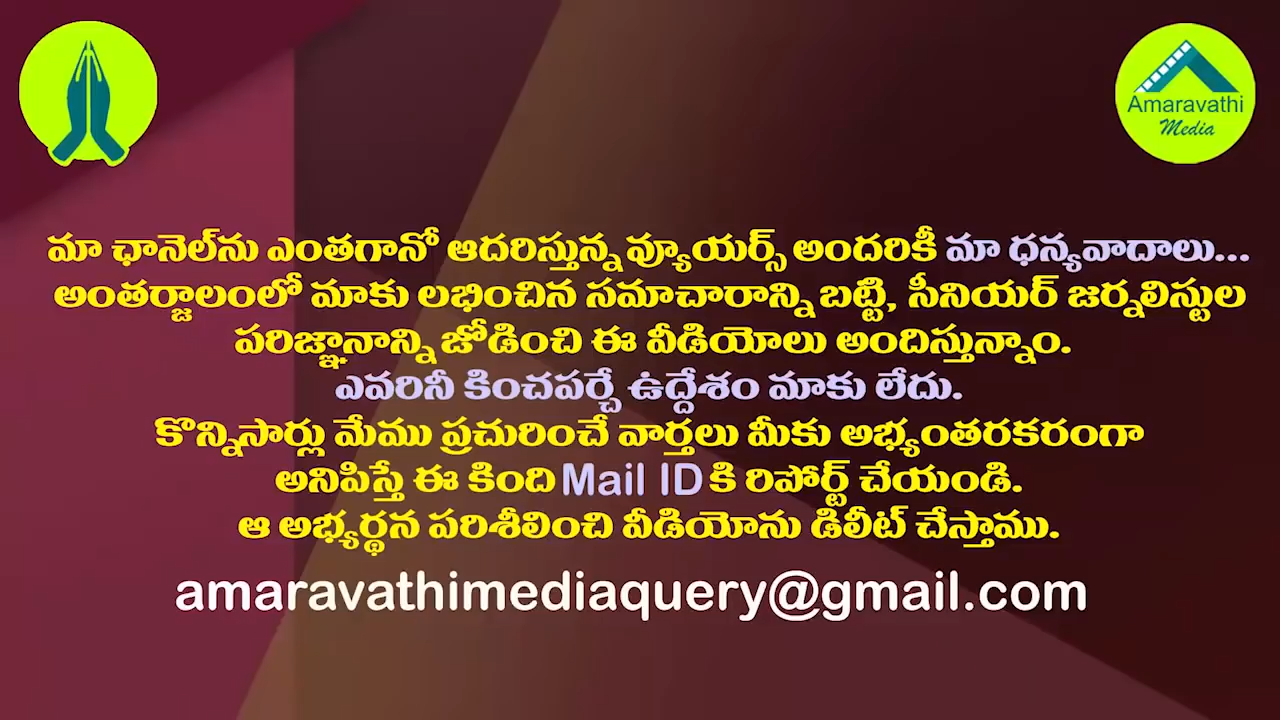 Amaravathi
Media
మా ఛానెల్‌ను ఎంతగానో ఆదరిస్తున్న వ్యూయర్స్ అందరికీ మా ధన్యవాదాలు...
అంతర్జాలంలో మాకు లభించిన సమాచారాన్ని బట్టి, సీనియర్ జర్నలిస్టుల
పరిజ్ఞానాన్ని జోడించి ఈ వీడియోలు అందిస్తున్నాం.
ఎవరినీ కించపర్చే ఉద్దేశం మాకు లేదు.
కొన్నిసార్లు మేము ప్రచురించే వార్తలు మీకు అభ్యంతరకరంగా
అనిపిస్తే ఈ కింది Mail ID కి రిపోర్ట్ చేయండి.
ఆ అభ్యర్థన పరిశీలించి వీడియోను డిలీట్ చేస్తాము.
amaravathimediaquery@gmail.com